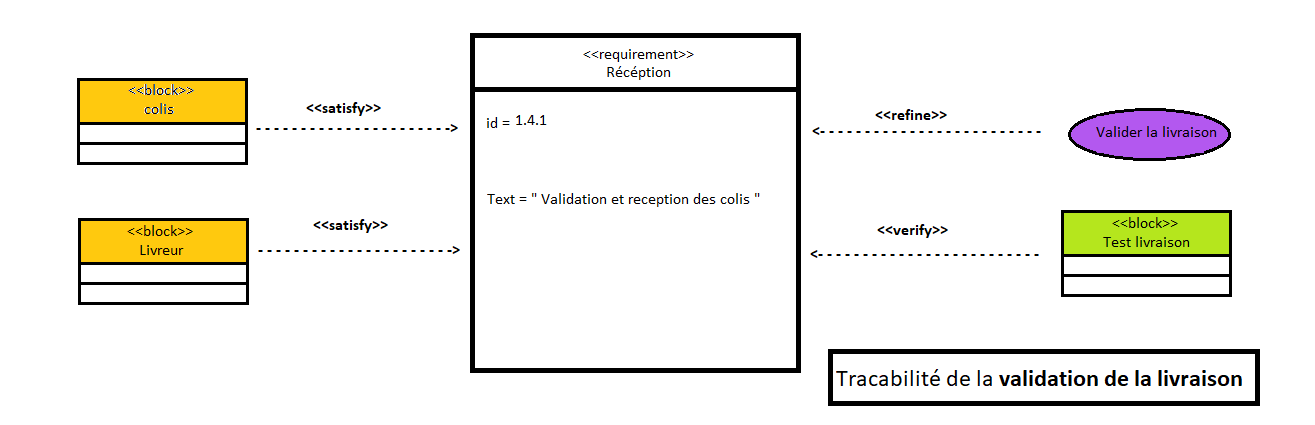 <<requirement>>
Récéption
id = 1.4.1
Text = " Validation et reception des colis "
<<block>>
colis
<<satisfy>>
<<block>>
Livreur
<<satisfy>>
<<refine>>
Valider la livraison
<<verify>>
<<block>>
Test livraison
Tracabilité de la validation de la livraison